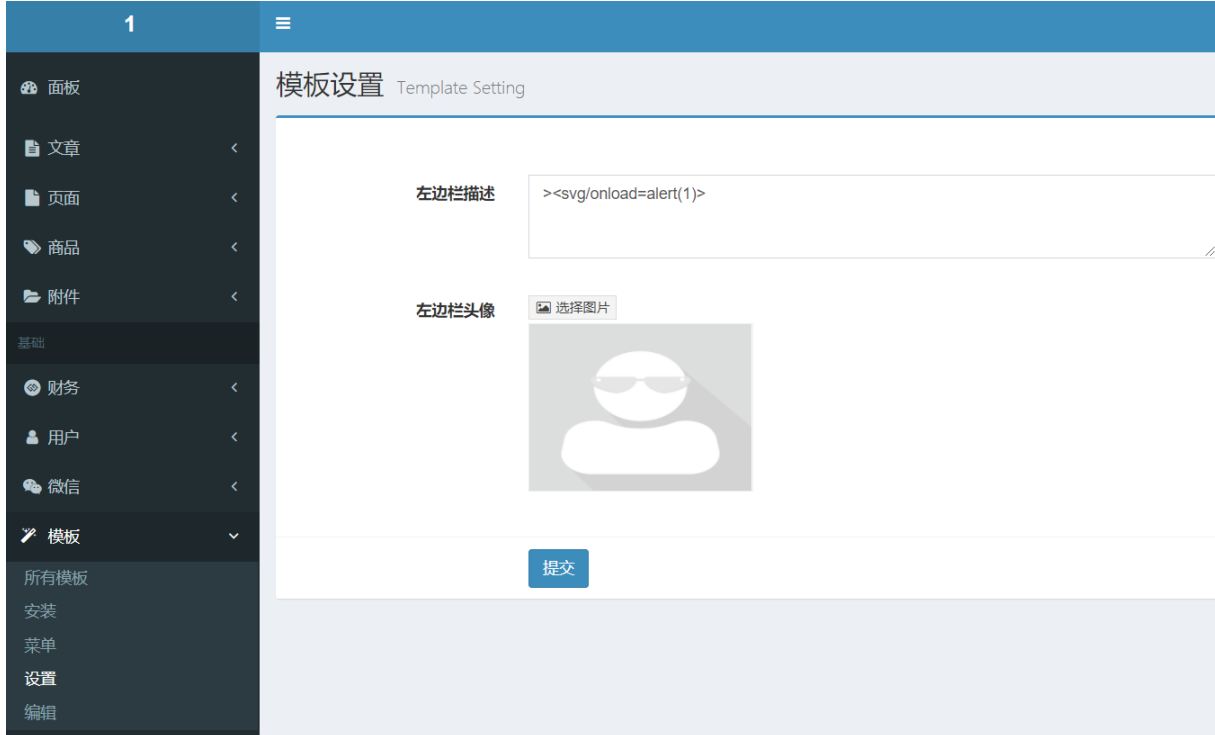 1
面板
模板设置 Template Setting
文章
页面
左边栏描述
><svg/onload=alert(1)>
商品
附件
左边栏头像
选择图片
基础
财务
用户
微信
模板
提交
所有模板
安装
菜单
设置
编辑